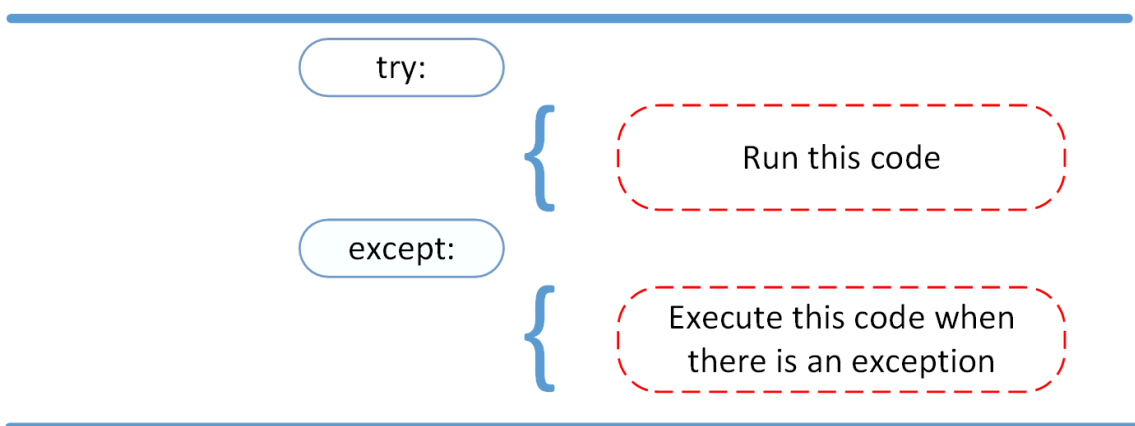 try:
Run this code
except:
Execute this code when
there is an exception